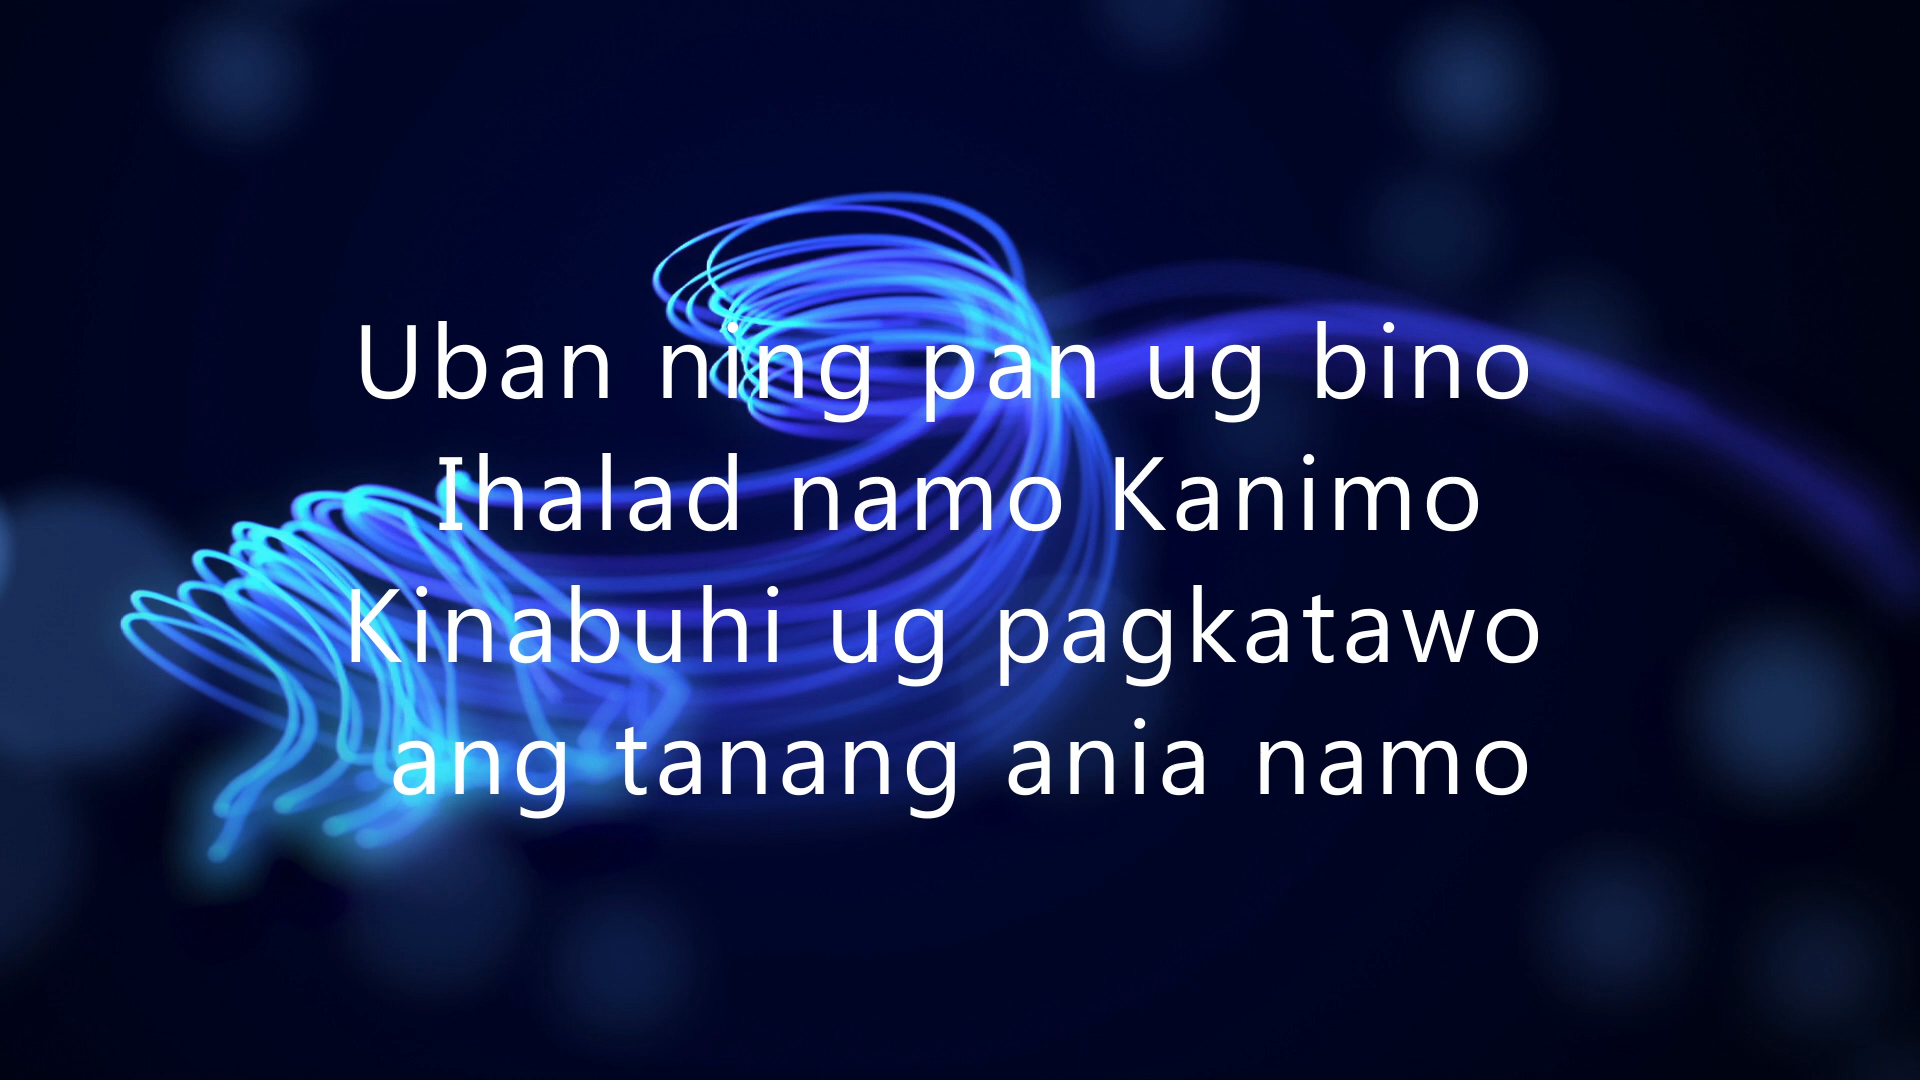 Uban ning pan ug bino
Ihalad namo Kanimo
Kinabuhi ug pagkatawo
ang tanang ania namo